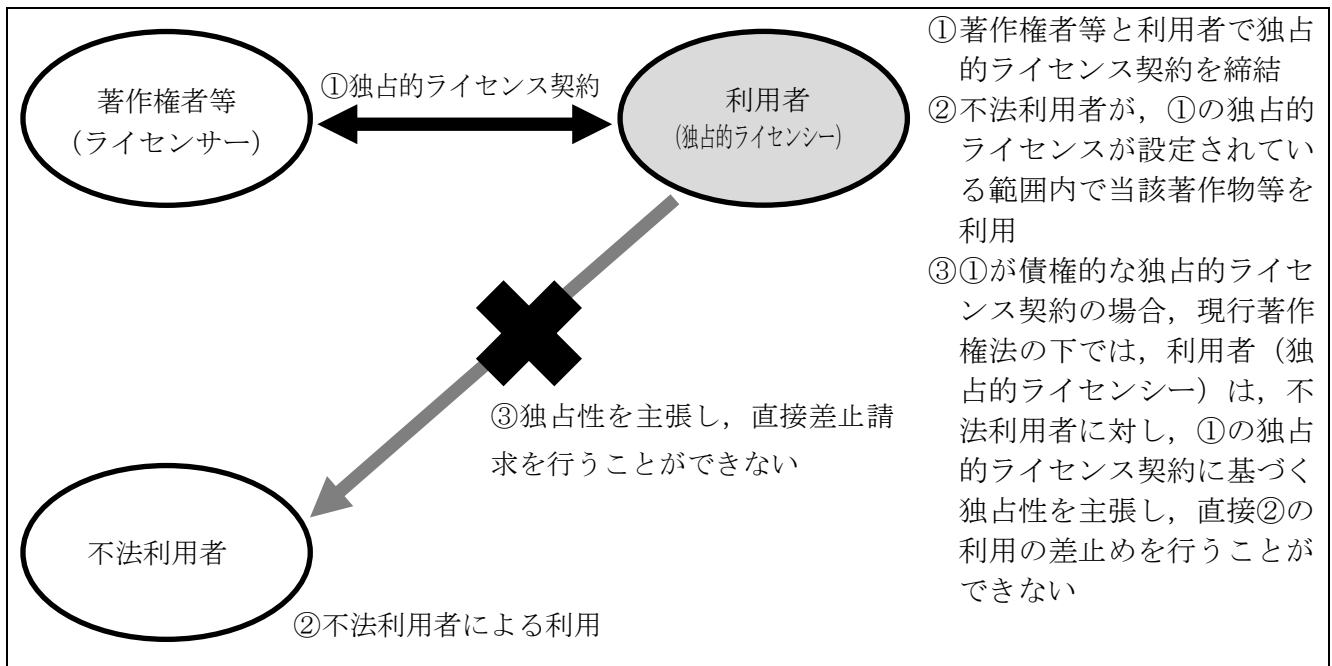 著作権者等
（ライセンサー）
①独占的ライセンス契約
利用者
(独占的ライセンシー)
③独占性を主張し，直接差止請
求を行うことができない
不法利用者
②不法利用者による利用
①著作権者等と利用者で独占
的ライセンス契約を締結
②不法利用者が，①の独占的
ライセンスが設定されてい
る範囲内で当該著作物等を
利用
③①が債権的な独占的ライセ
ンス契約の場合，現行著作
権法の下では，利用者（独
占的ライセンシー）は，不
法利用者に対し，①の独占
的ライセンス契約に基づく
独占性を主張し，直接②の
利用の差止めを行うことが
できない